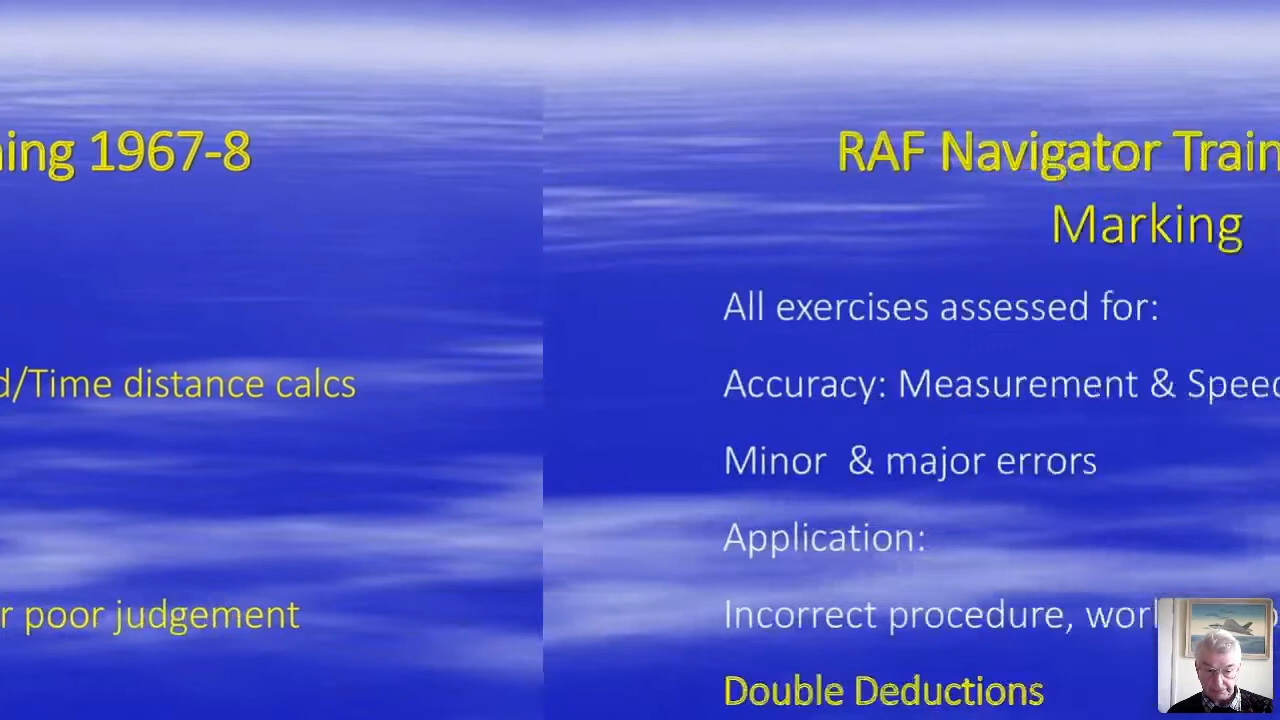 ing 1967-8
/Time distance calcs
poor judgement
RAF Navigator Train
Marking
All exercises assessed for:
Accuracy: Measurement & Speed
Minor & major errors
Application:
Incorrect procedure,
Double Deductions